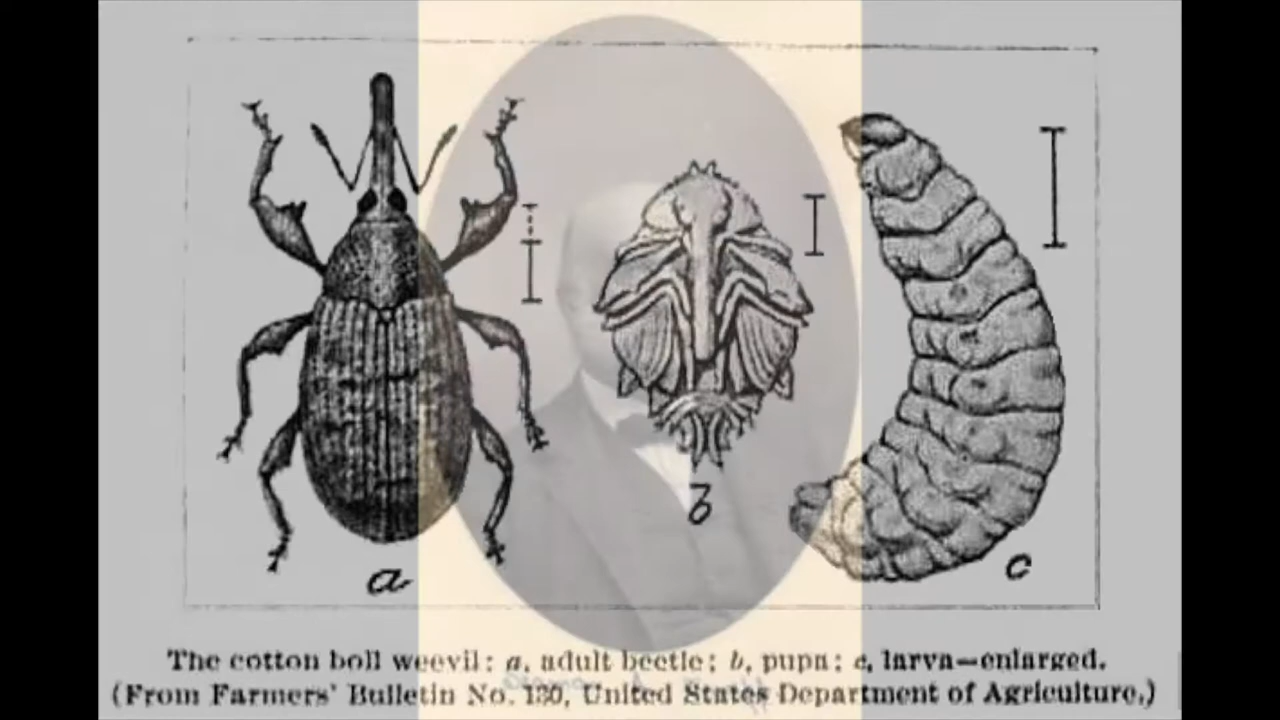 a
b
c
The cotton boll weevil: a, adult beetle; b, pupa; c, larva—enlarged.
(From Farmers' Bulletin No. 130, United States Department of Agriculture.)